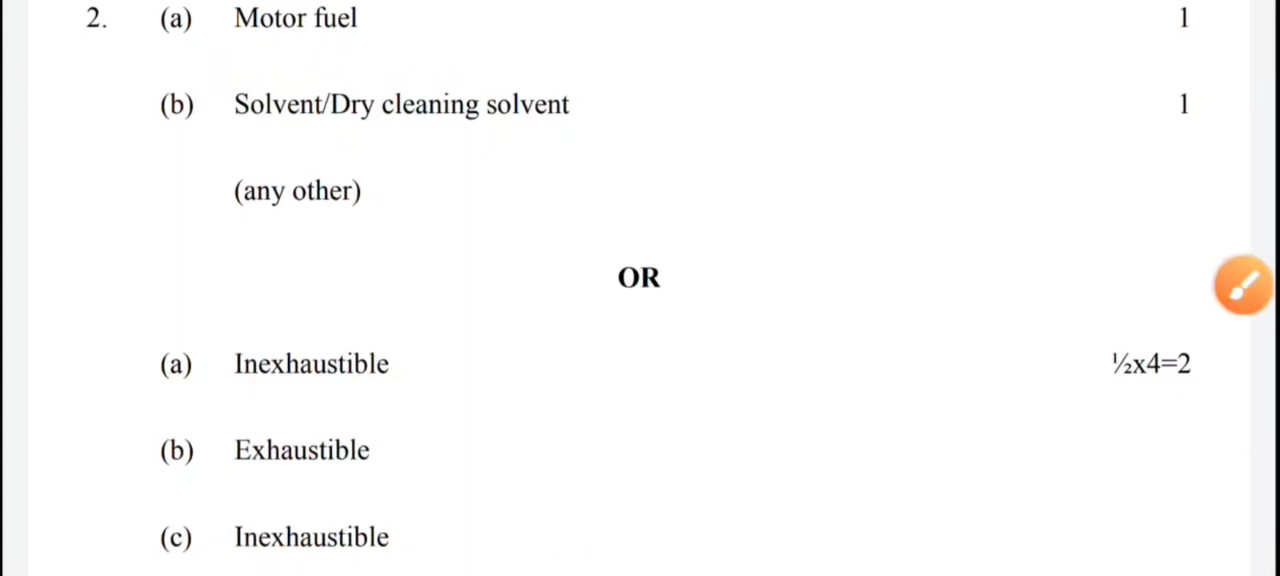 2. (a) Motor fuel 1
(b) Solvent/Dry cleaning solvent 1
(any other)
OR
(a) Inexhaustible ½x4=2
(b) Exhaustible
(c) Inexhaustible